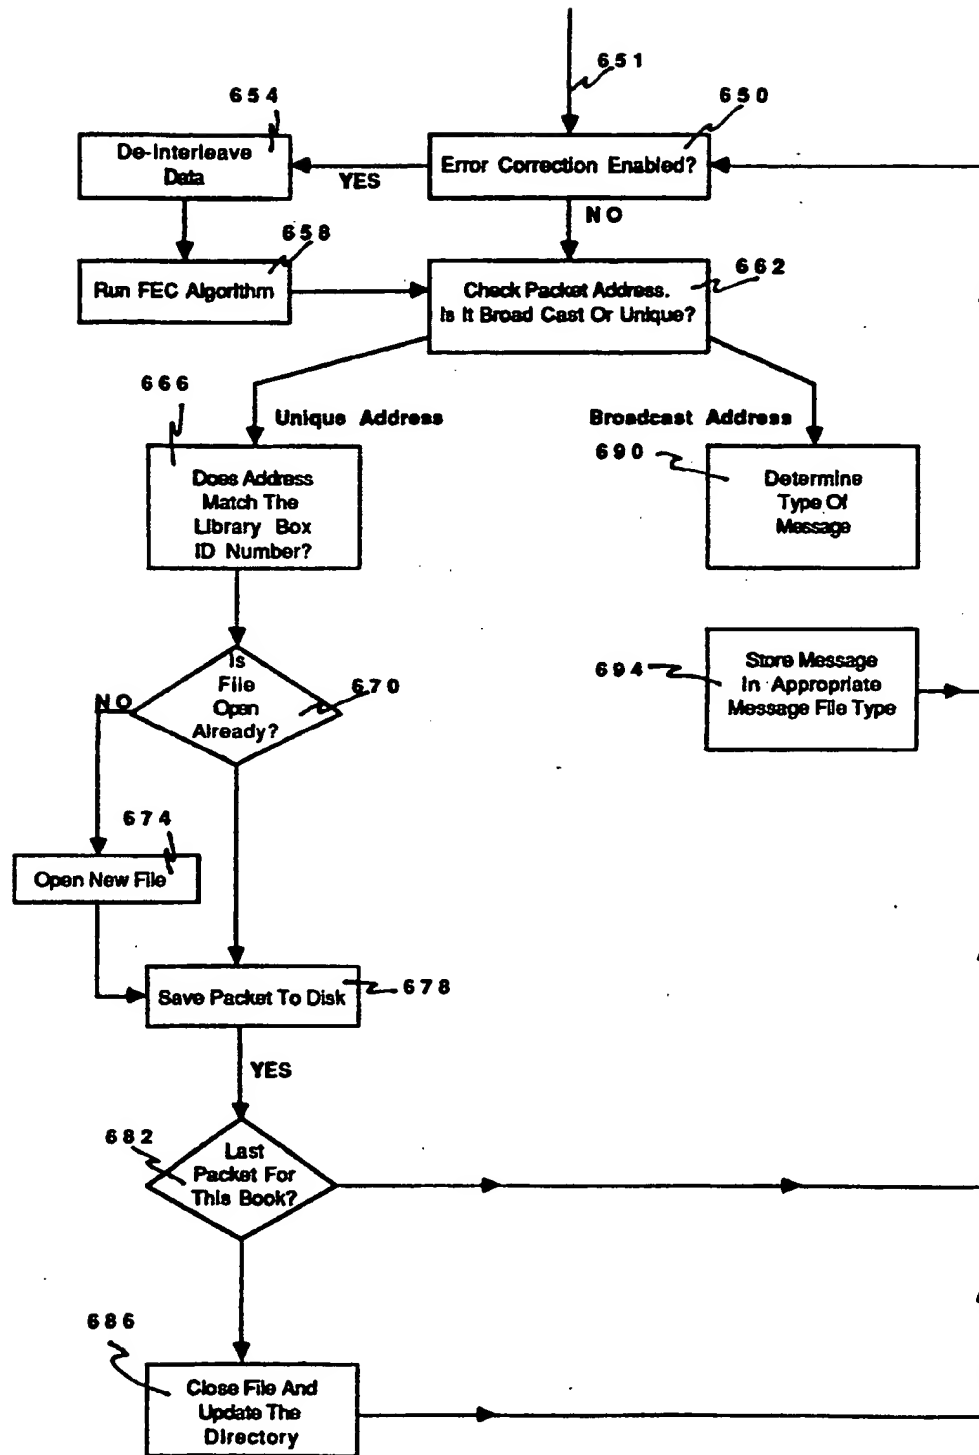 651
654
650
De-Interleave
Data
YES
Error Correction Enabled?
NO
658
662
Run FEC Algorithm
Check Packet Address.
Is It Broad Cast Or Unique?
666
Unique Address
Broadcast Address
690
Does Address
Match The
Library Box
ID Number?
Determine
Type Of
Message
Is
File
Open
Already?
670
NO
694
Store Message
In Appropriate
Message File Type
674
Open New File
Save Packet To Disk
678
YES
682
Last
Packet For
This Book?
686
Close File And
Update The
Directory